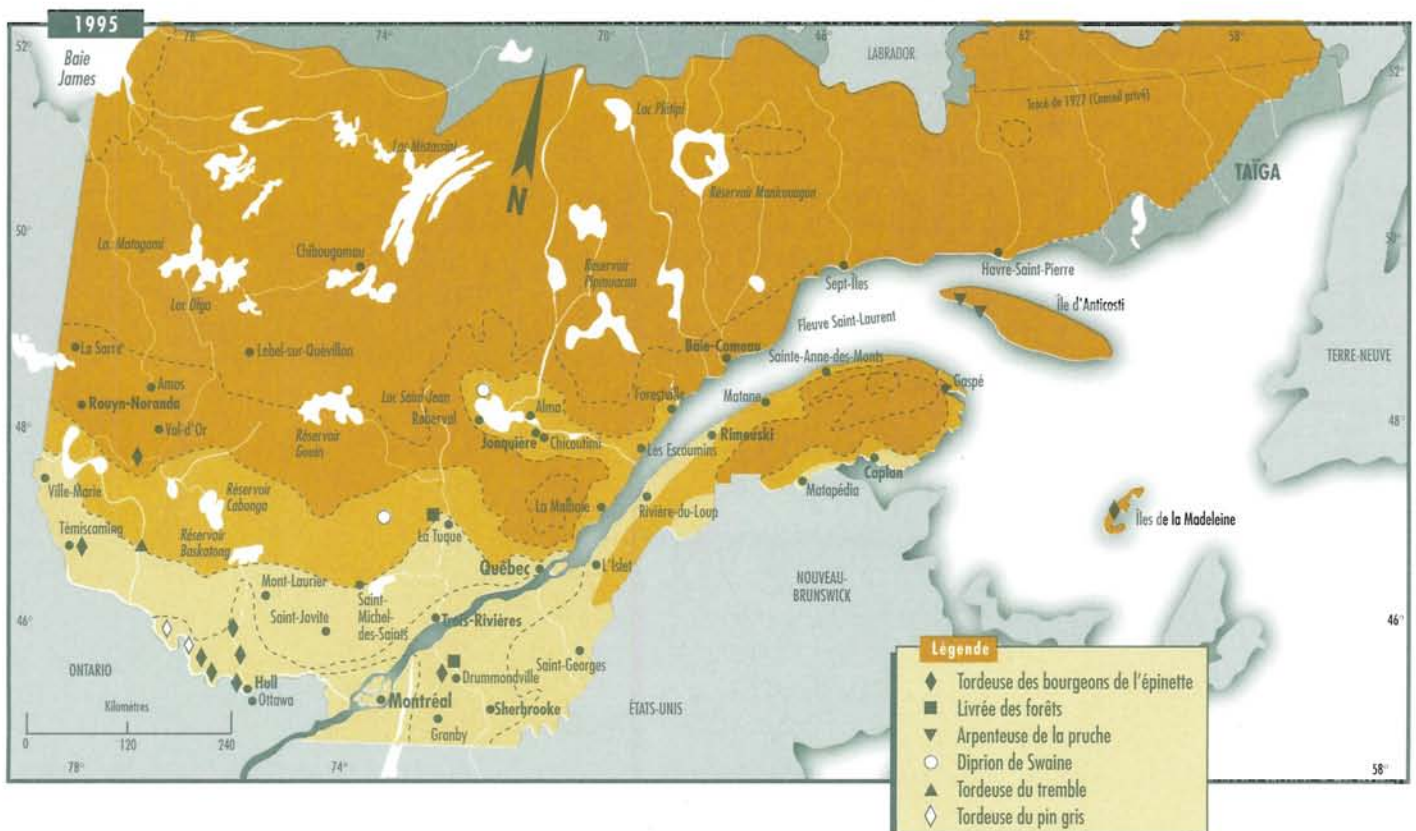 1995
52°
78
74
70
66
62
58
52°
Baie
James
LABRADOR
Tracé de 1927 (Conseil privé)
Lac Plétipi
Lac Mistassini
TAÏGA
Réservoir Manicouagan
N
50°
50°
Lac Matagami
Chibougamau
Réservoir
Pipmuacan
Sept-Îles
Havre-Saint-Pierre
Lac Olga
Île d'Anticosti
Fleuve Saint-Laurent
La Sarre
Lebel-sur-Quévillon
Baie-Comeau
Sainte-Anne-des-Monts
TERRE-NEUVE
Amos
Lac Saint-Jean
Gaspé
Rouyn-Noranda
Roberval
Alma
Forestville
Matane
48°
48°
Val-d'Or
Réservoir
Gouin
Jonquière
Chicoutimi
Les Escoumins
Rimouski
Caplan
Ville-Marie
Réservoir
Cabonga
Matapédia
La Malbaie
Rivière-du-Loup
Îles de la Madeleine
Témiscaming
Réservoir
Baskatong
La Tuque
Québec
L'Islet
Mont-Laurier
NOUVEAU-
BRUNSWICK
Saint-Jovite
Saint-
Michel-
des-Saints
Trois-Rivières
46°
46°
Saint-Georges
ONTARIO
Drummondville
Hull
Ottawa
Montréal
Sherbrooke
ÉTATS-UNIS
Granby
Kilomètres
0
120
240
78°
74°
58°
Légende
Tordeuse des bourgeons de l'épinette
Livrée des forêts
Arpenteuse de la pruche
Diprion de Swaine
Tordeuse du tremble
Tordeuse du pin gris